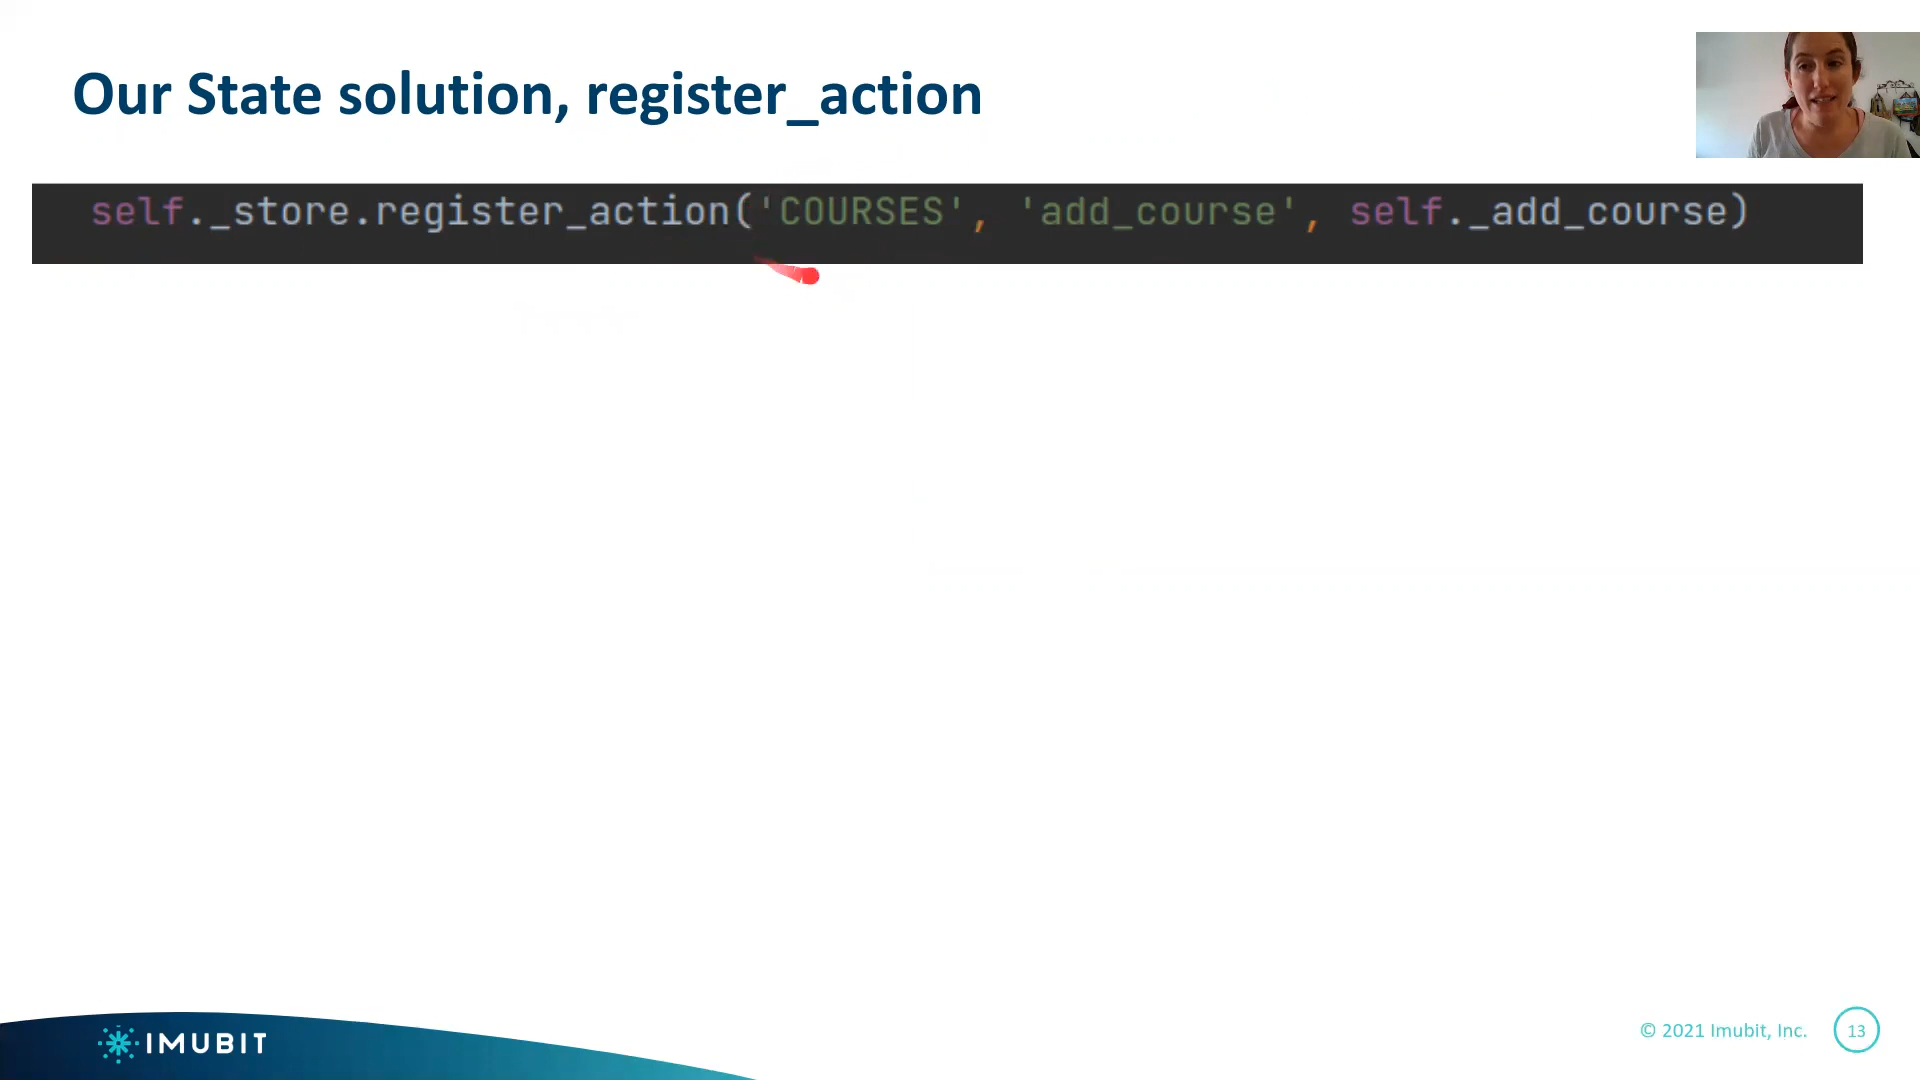 Our State solution, register_action
self._store.register_action('COURSES', 'add_course', self._add_course)
IMUBIT
© 2021 Imubit, Inc.
13